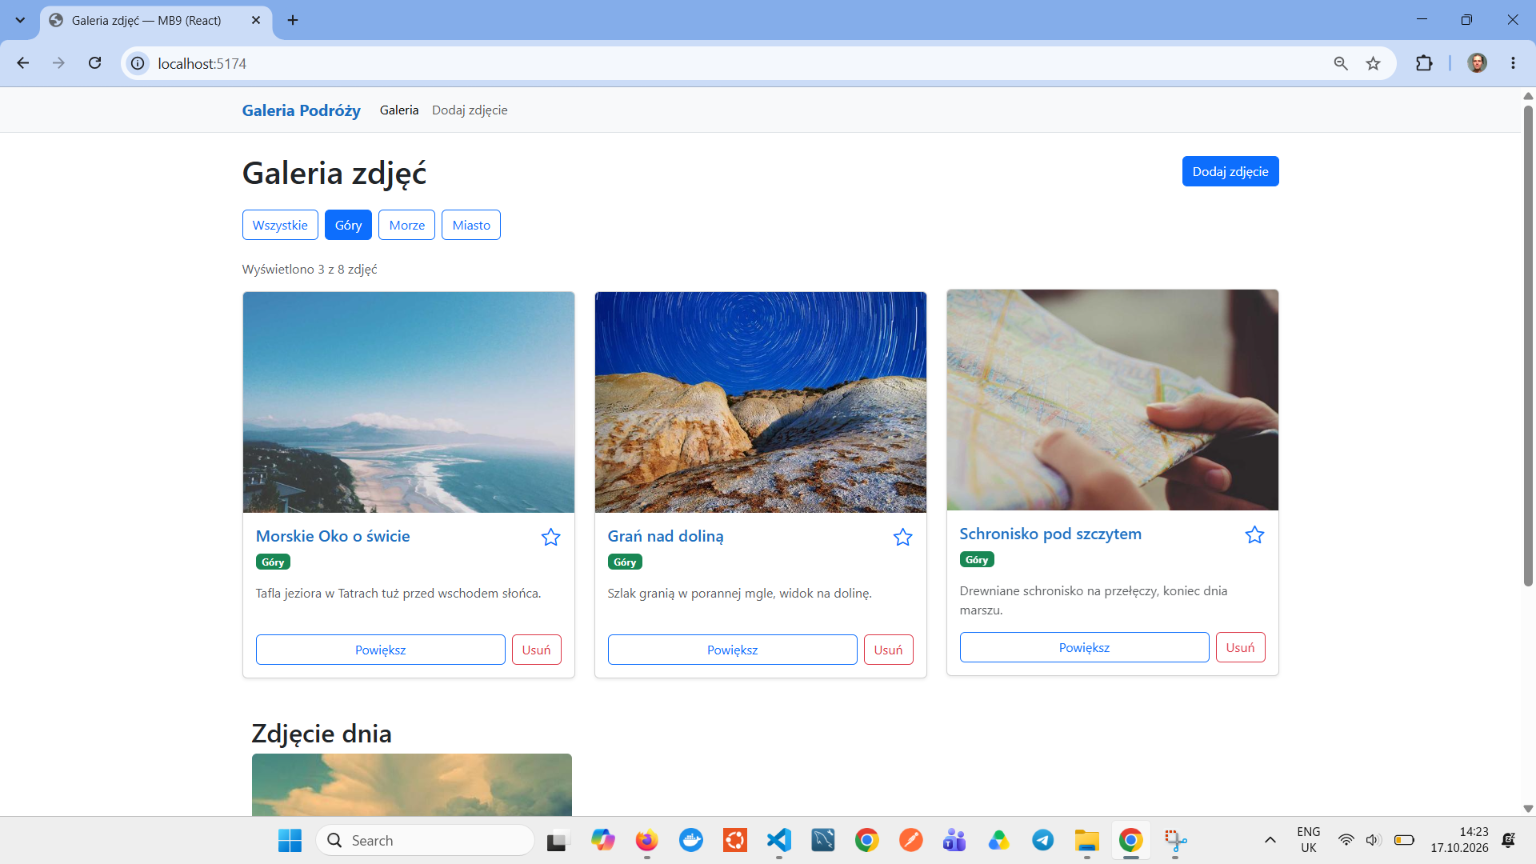 Galeria zdjęć — MB9 (React)
localhost:5174
Galeria Podróży Galeria Dodaj zdjęcie
Galeria zdjęć Dodaj zdjęcie
Wszystkie Góry Morze Miasto
Wyświetlono 3 z 8 zdjęć
Morskie Oko o świcie
Góry
Tafla jeziora w Tatrach tuż przed wschodem słońca.
Powiększ Usuń
Grań nad doliną
Góry
Szlak granią w porannej mgle, widok na dolinę.
Powiększ Usuń
Schronisko pod szczytem
Góry
Drewniane schronisko na przełęczy, koniec dnia
marszu.
Powiększ Usuń
Zdjęcie dnia
Search
ENG
UK
14:23
17.10.2026